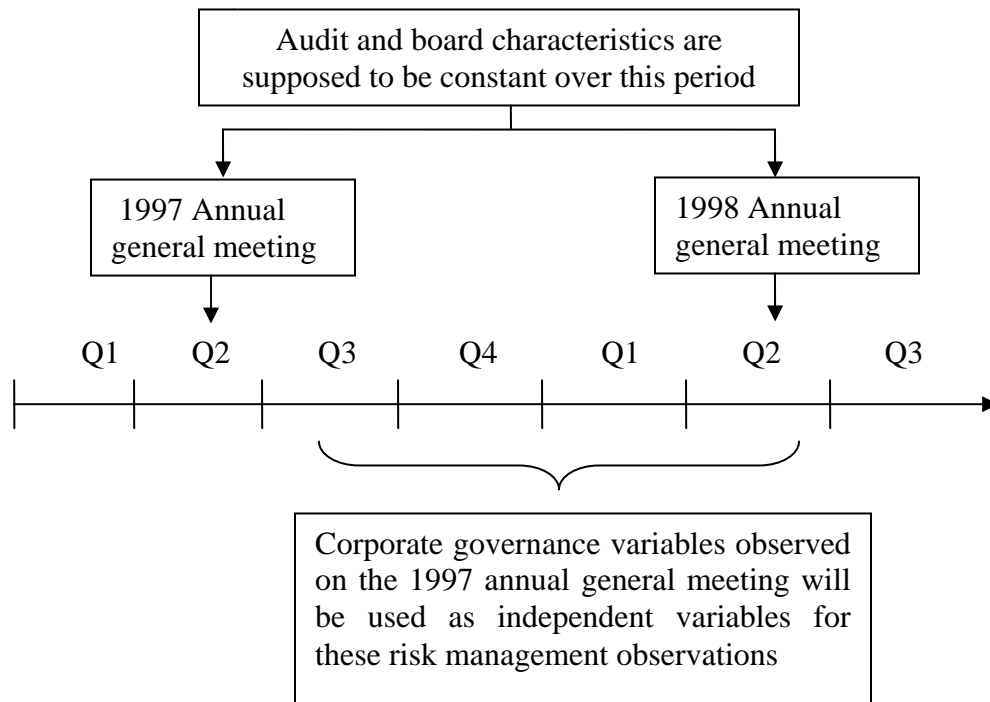 Audit and board characteristics are
supposed to be constant over this period
1997 Annual
general meeting
1998 Annual
general meeting
Q1 Q2 Q3 Q4 Q1 Q2 Q3
Corporate governance variables observed
on the 1997 annual general meeting will
be used as independent variables for
these risk management observations